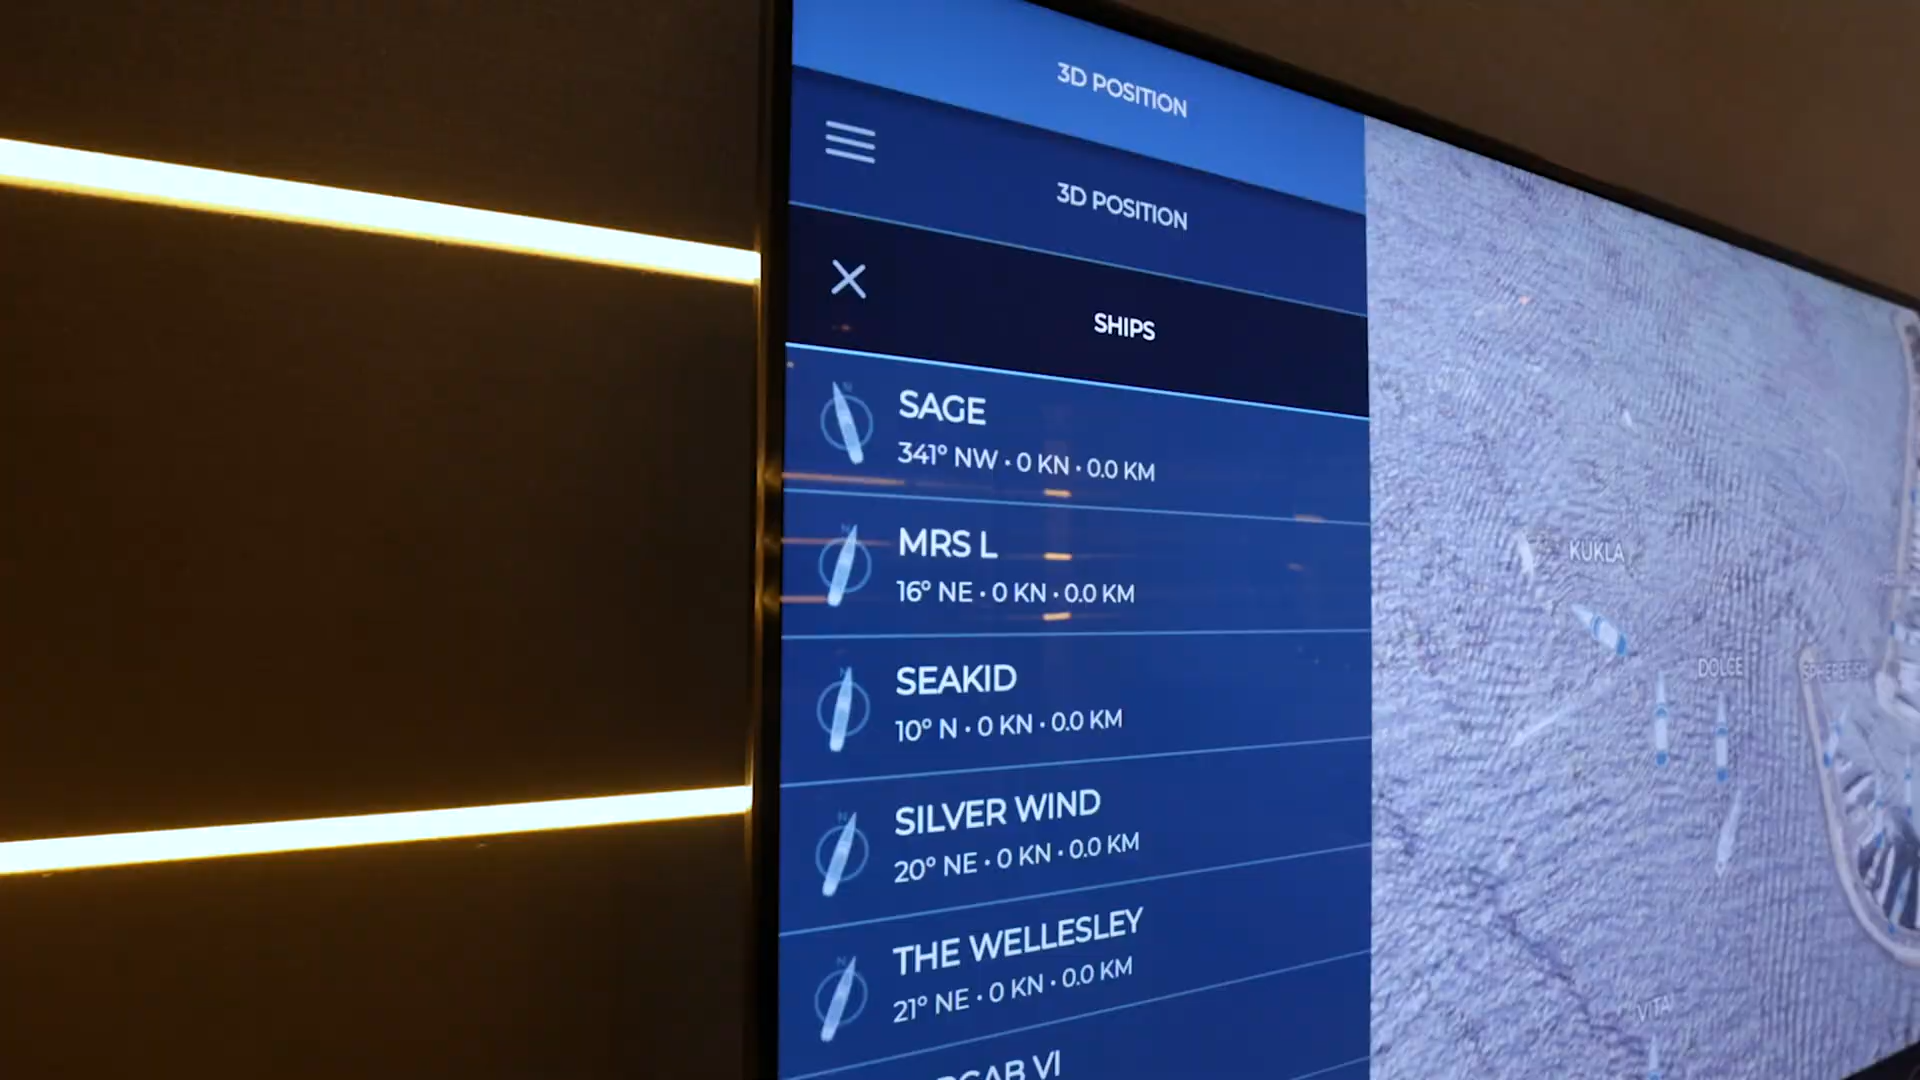 3D POSITION
3D POSITION
SHIPS
SAGE
341° NW • 0 KN • 0.0 KM
MRS L
16° NE • 0 KN • 0.0 KM
SEAKID
10° N • 0 KN • 0.0 KM
SILVER WIND
20° NE • 0 KN • 0.0 KM
THE WELLESLEY
21° NE • 0 KN • 0.0 KM
VI
KUKLA
DOLCE
VITA